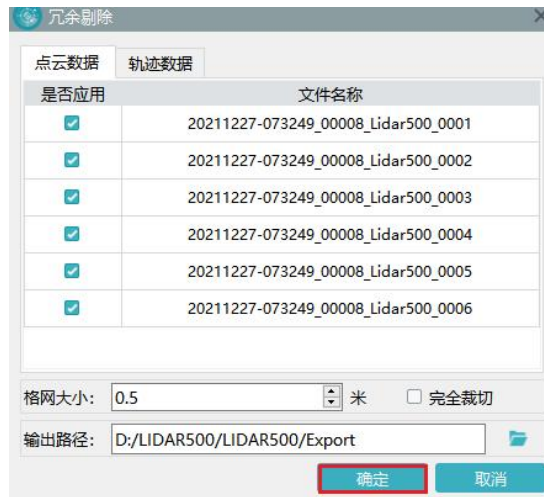 冗余剔除
点云数据 轨迹数据
是否应用 文件名称
20211227-073249_00008_Lidar500_0001
20211227-073249_00008_Lidar500_0002
20211227-073249_00008_Lidar500_0003
20211227-073249_00008_Lidar500_0004
20211227-073249_00008_Lidar500_0005
20211227-073249_00008_Lidar500_0006
格网大小: 0.5 米 完全裁切
输出路径: D:/LIDAR500/LIDAR500/Export
确定 取消